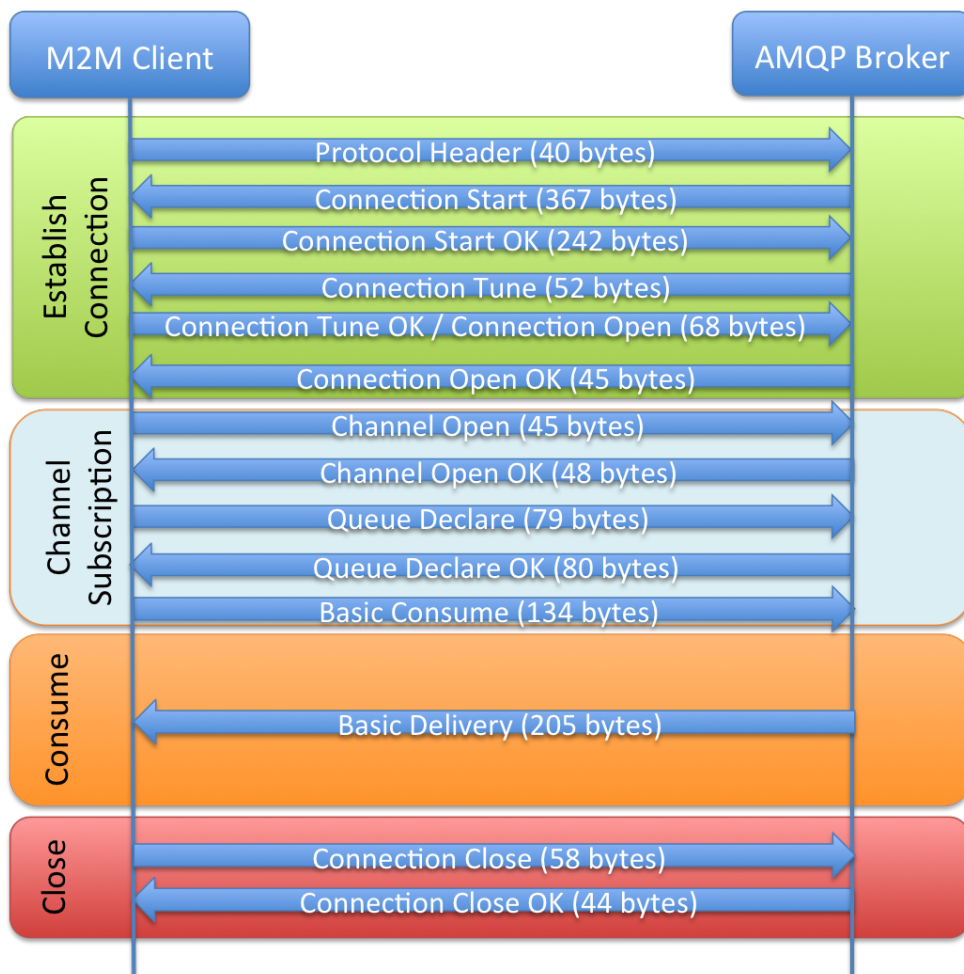 M2M Client
AMQP Broker
Establish
Connection
Protocol Header (40 bytes)
Connection Start (367 bytes)
Connection Start OK (242 bytes)
Connection Tune (52 bytes)
Connection Tune OK / Connection Open (68 bytes)
Connection Open OK (45 bytes)
Channel
Subscription
Channel Open (45 bytes)
Channel Open OK (48 bytes)
Queue Declare (79 bytes)
Queue Declare OK (80 bytes)
Basic Consume (134 bytes)
Consume
Basic Delivery (205 bytes)
Close
Connection Close (58 bytes)
Connection Close OK (44 bytes)